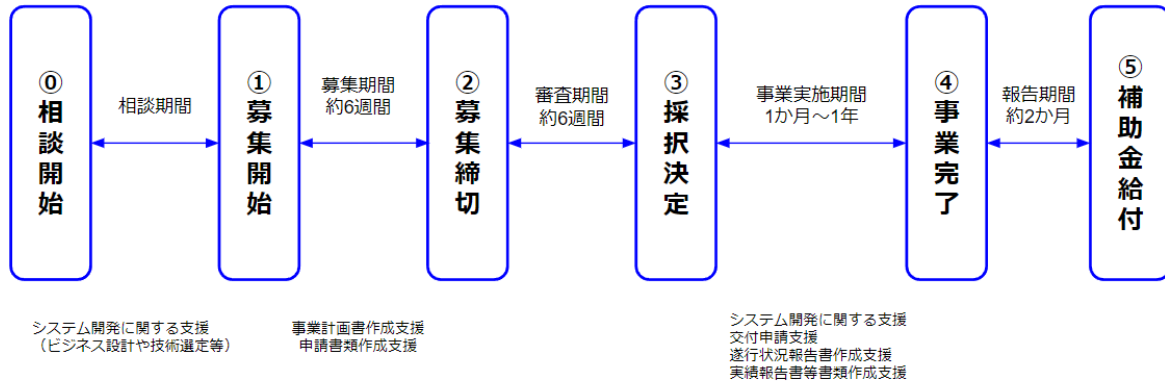 ⓪相談開始
相談期間
①募集開始
募集期間
約6週間
②募集締切
審査期間
約6週間
③採択決定
事業実施期間
1か月～1年
④事業完了
報告期間
約2か月
⑤補助金給付
システム開発に関する支援
（ビジネス設計や技術選定等）
事業計画書作成支援
申請書類作成支援
システム開発に関する支援
交付申請支援
遂行状況報告書作成支援
実績報告書等書類作成支援